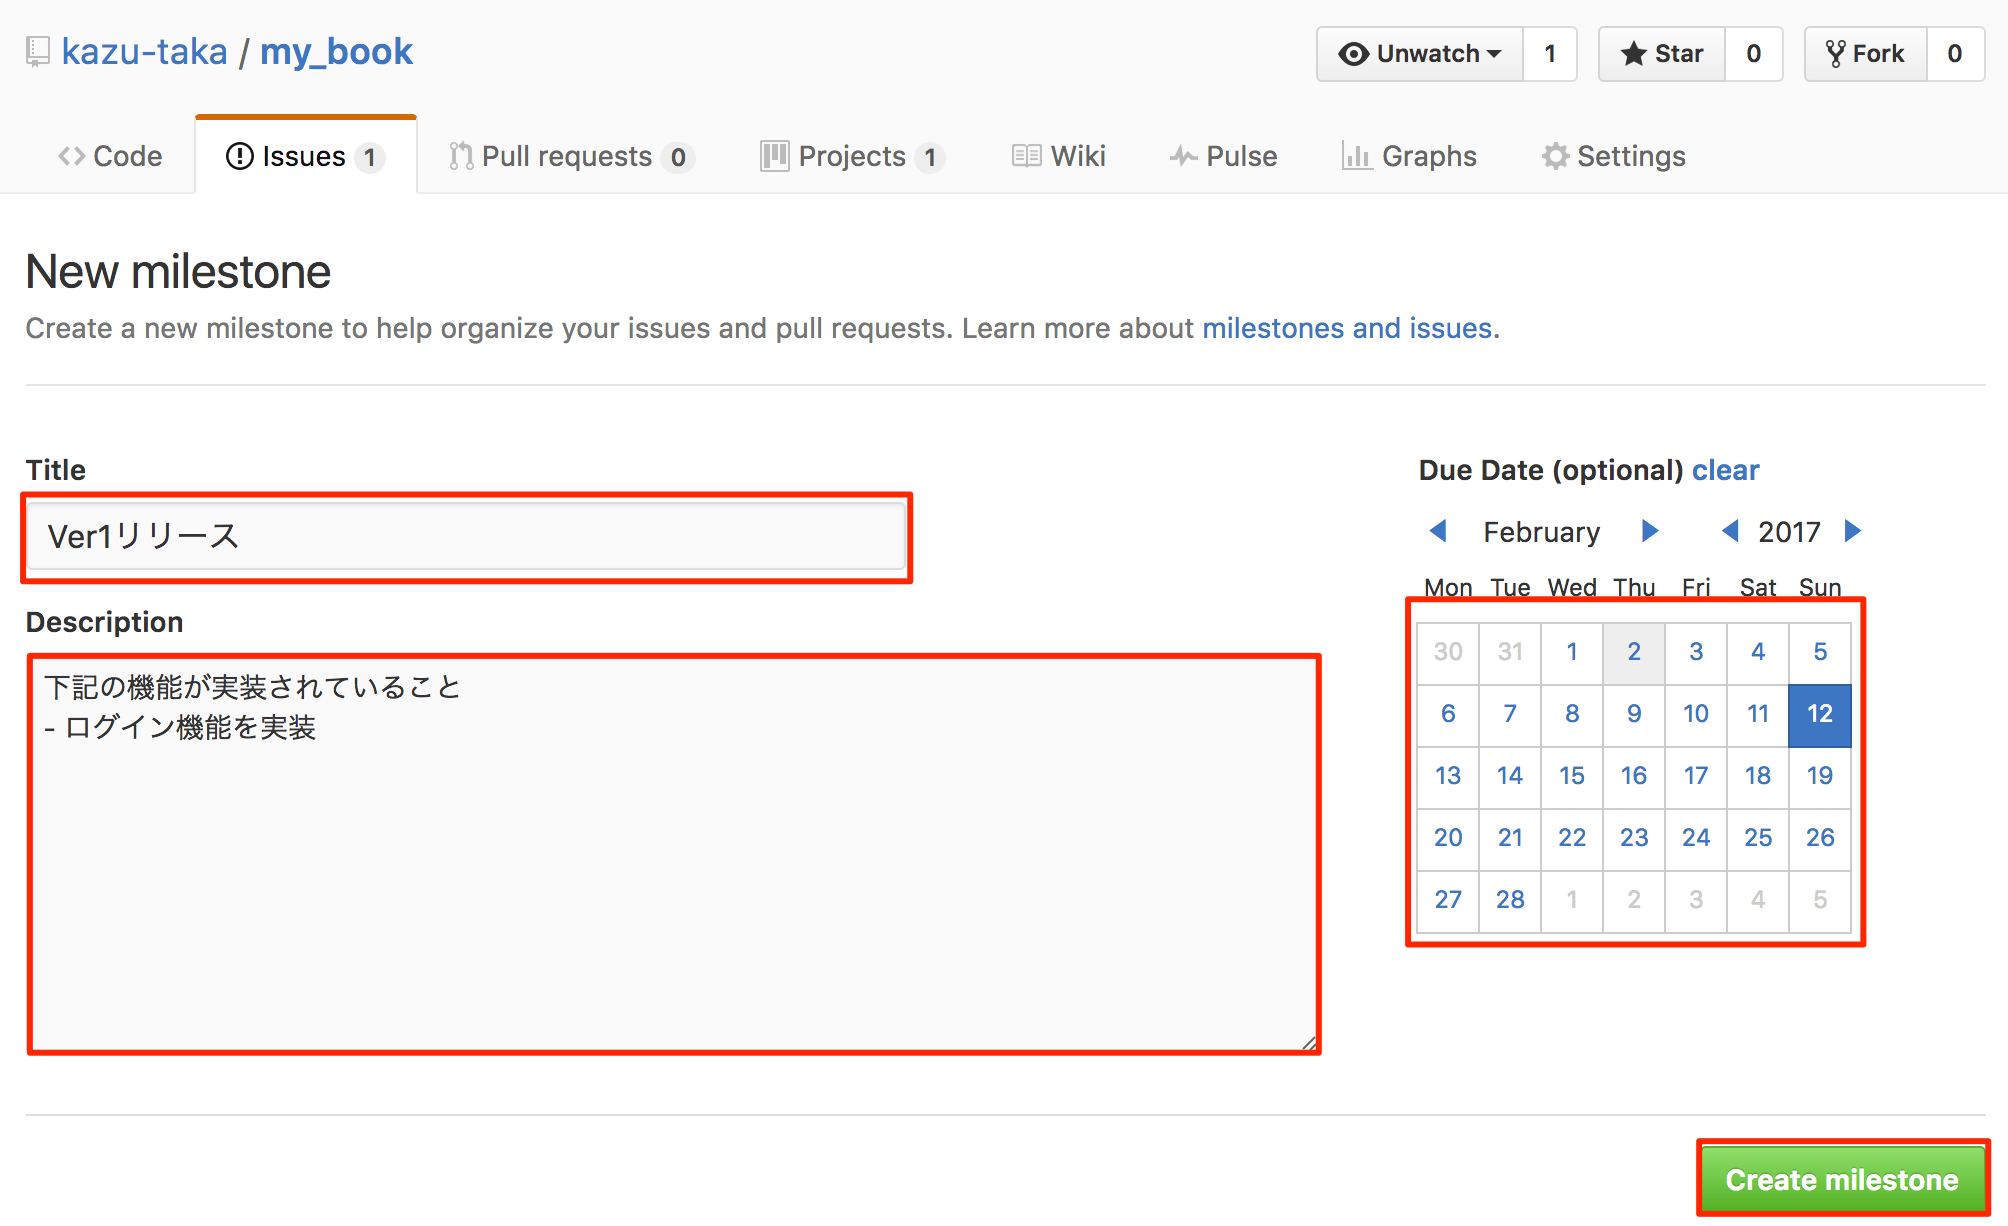 kazu-taka / my_book
Unwatch 1 Star 0 Fork 0
Code Issues 1 Pull requests 0 Projects 1 Wiki Pulse Graphs Settings
New milestone
Create a new milestone to help organize your issues and pull requests. Learn more about milestones and issues.
Title
Ver1リリース
Description
下記の機能が実装されていること
- ログイン機能を実装
Due Date (optional) clear
February 2017
Mon Tue Wed Thu Fri Sat Sun
30 31 1 2 3 4 5
6 7 8 9 10 11 12
13 14 15 16 17 18 19
20 21 22 23 24 25 26
27 28 1 2 3 4 5
Create milestone